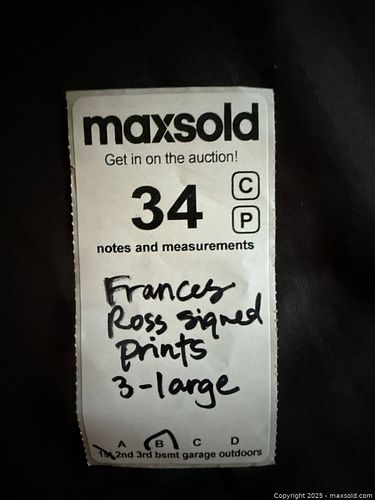 maxsold
Get in on the auction!
34
C
P
notes and measurements
Frances
Ross signed
prints
3-large
A B C D
1st 2nd 3rd bsmt garage outdoors
Copyright 2025 - maxsold.com